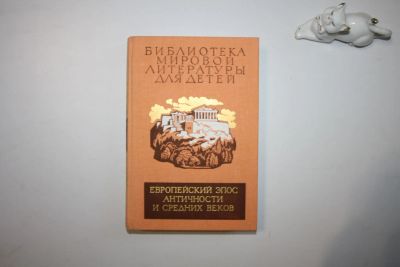 БИБЛИОТЕКА
МИРОВОЙ
ЛИТЕРАТУРЫ
ДЛЯ ДЕТЕЙ
ЕВРОПЕЙСКИЙ ЭПОС
АНТИЧНОСТИ
И СРЕДНИХ ВЕКОВ